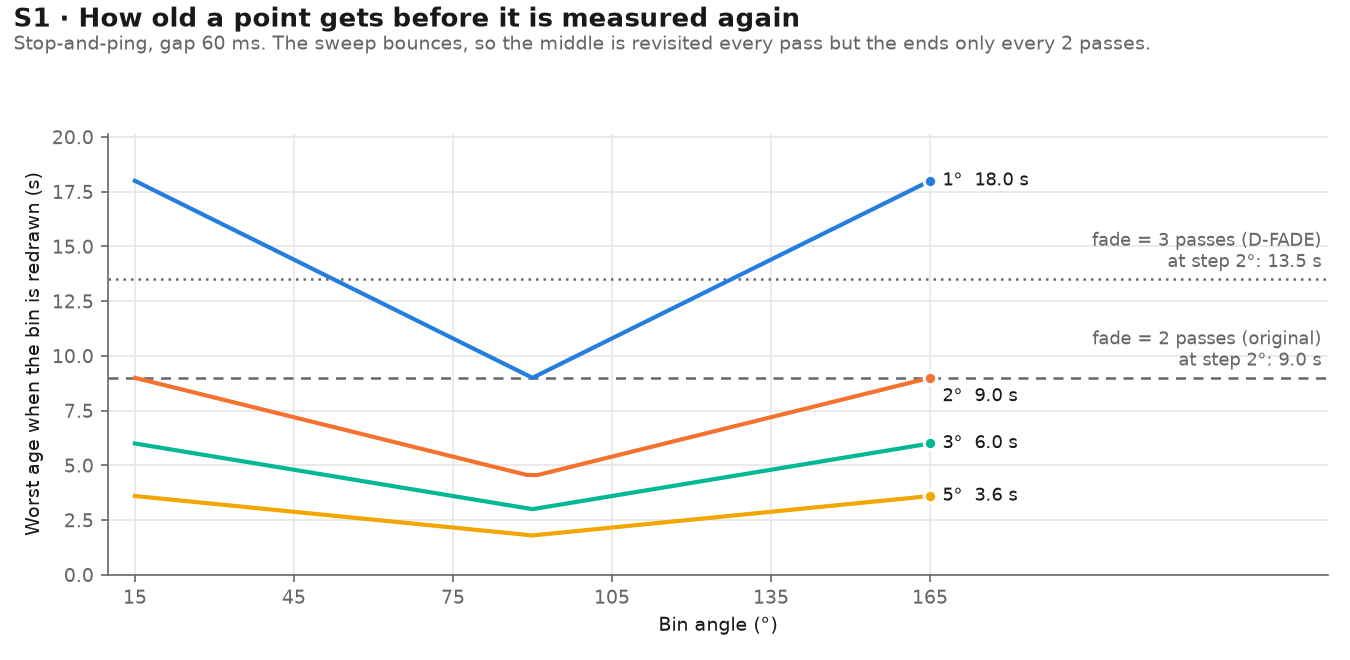 S1 · How old a point gets before it is measured again
Stop-and-ping, gap 60 ms. The sweep bounces, so the middle is revisited every pass but the ends only every 2 passes.
Worst age when the bin is redrawn (s)
20.0
17.5
15.0
12.5
10.0
7.5
5.0
2.5
0.0
1°  18.0 s
fade = 3 passes (D-FADE)
at step 2°: 13.5 s
fade = 2 passes (original)
at step 2°: 9.0 s
2°  9.0 s
3°  6.0 s
5°  3.6 s
15 45 75 105 135 165
Bin angle (°)